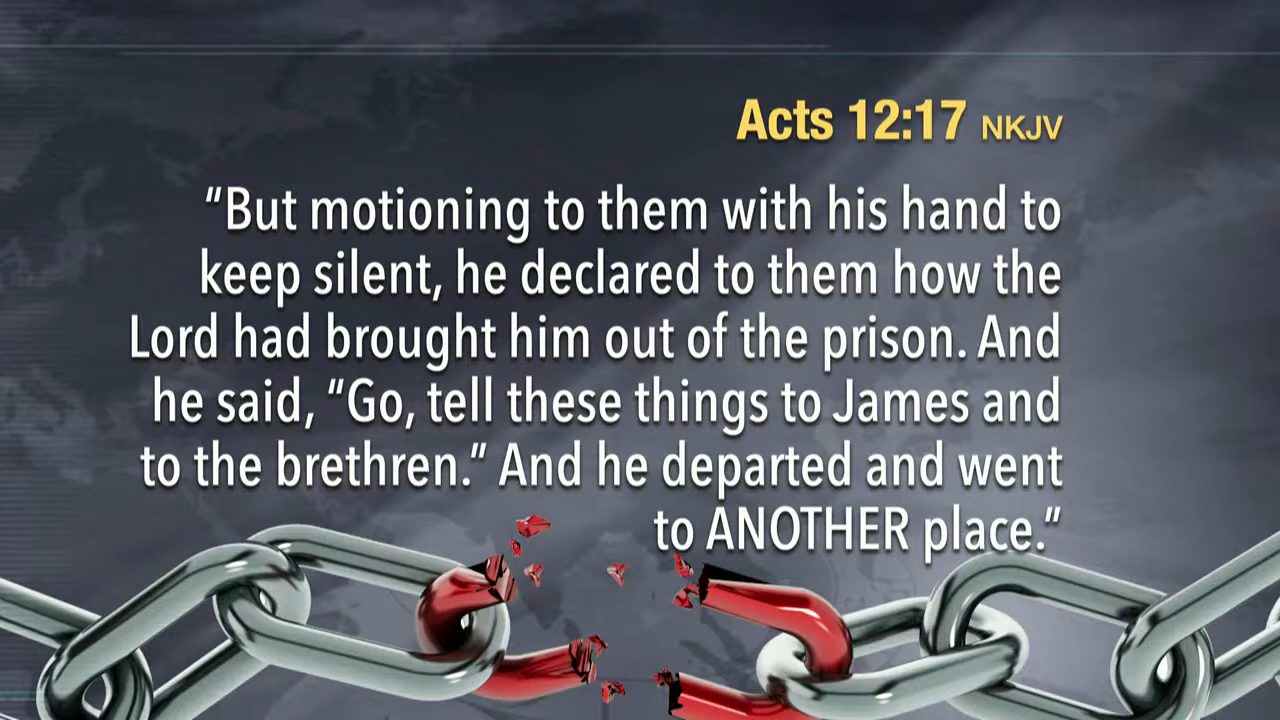 Acts 12:17 NKJV
“But motioning to them with his hand to
keep silent, he declared to them how the
Lord had brought him out of the prison. And
he said, ”Go, tell these things to James and
to the brethren.” And he departed and went
to ANOTHER place.”